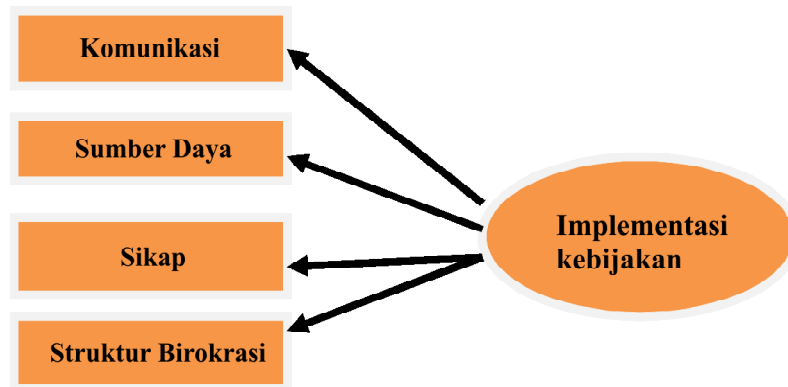 Komunikasi
Sumber Daya
Sikap
Struktur Birokrasi
Implementasi
kebijakan